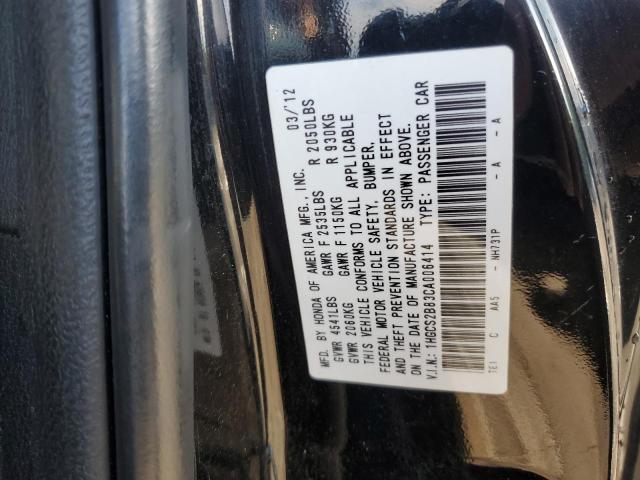 MFD. BY HONDA OF AMERICA MFG., INC. 03/'12
GVWR 4541LBS GAWR F 2535LBS R 2050LBS
GVWR 2060KG GAWR F 1150KG R 930KG
THIS VEHICLE CONFORMS TO ALL APPLICABLE
FEDERAL MOTOR VEHICLE SAFETY, BUMPER,
AND THEFT PREVENTION STANDARDS IN EFFECT
ON THE DATE OF MANUFACTURE SHOWN ABOVE.
V.I.N.: 1HGCS2B83CA006414 TYPE: PASSENGER CAR
TE1 C AA5 - NH731P - A - A